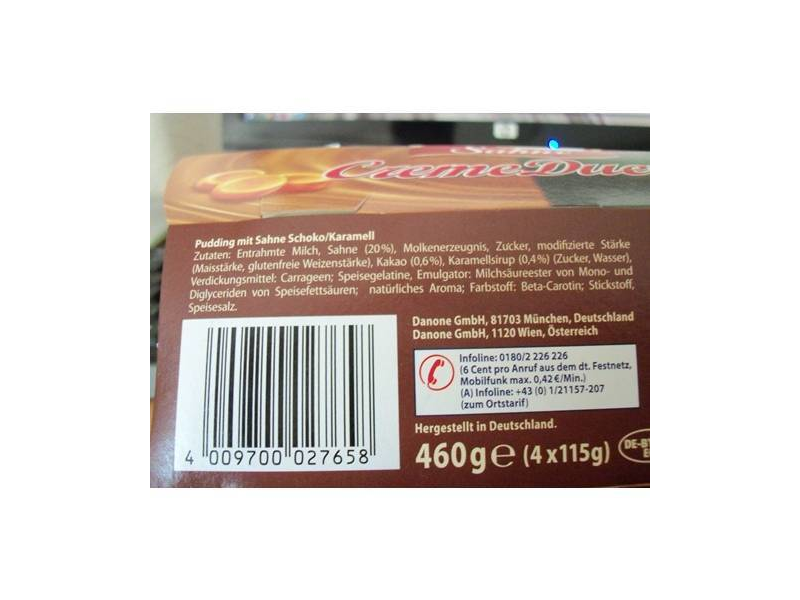 Sahne
Creme Duo
Pudding mit Sahne Schoko/Karamell
Zutaten: Entrahmte Milch, Sahne (20%), Molkenerzeugnis, Zucker, modifizierte Stärke
(Maisstärke, glutenfreie Weizenstärke), Kakao (0,6%), Karamellsirup (0,4%) (Zucker, Wasser),
Verdickungsmittel: Carrageen; Speisegelatine, Emulgator: Milchsäureester von Mono- und
Diglyceriden von Speisefettsäuren; natürliches Aroma; Farbstoff: Beta-Carotin; Stickstoff,
Speisesalz.
Danone GmbH, 81703 München, Deutschland
Danone GmbH, 1120 Wien, Österreich
Infoline: 0180/2 226 226
(6 Cent pro Anruf aus dem dt. Festnetz,
Mobilfunk max. 0,42 €/Min.)
(A) Infoline: +43 (0) 1/21157-207
(zum Ortstarif)
Hergestellt in Deutschland.
460g e (4 x 115g)
DE-BY
4 009700 027658